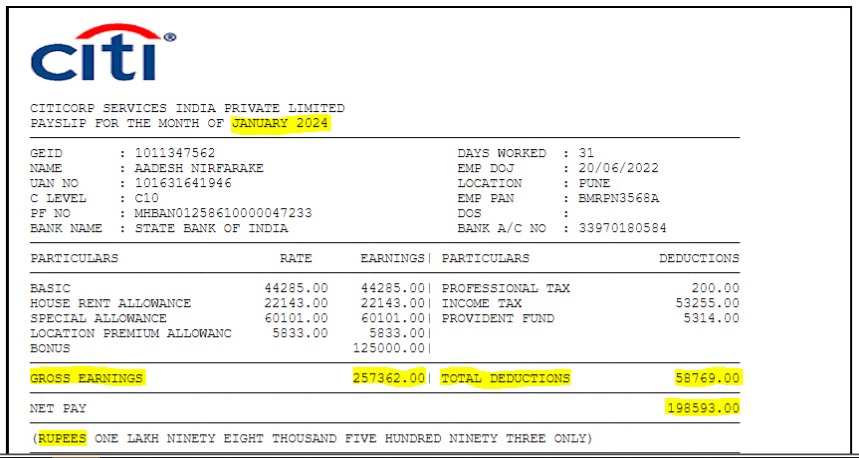 citi®
CITICORP SERVICES INDIA PRIVATE LIMITED
PAYSLIP FOR THE MONTH OF JANUARY 2024
GEID : 1011347562 DAYS WORKED : 31
NAME : AADESH NIRFARAKE EMP DOJ : 20/06/2022
UAN NO : 101631641946 LOCATION : PUNE
C LEVEL : C10 EMP PAN : BMRPN3568A
PF NO : MHBAN01258610000047233 DOS :
BANK NAME : STATE BANK OF INDIA BANK A/C NO : 33970180584
PARTICULARS RATE EARNINGS| PARTICULARS DEDUCTIONS
BASIC 44285.00 44285.00| PROFESSIONAL TAX 200.00
HOUSE RENT ALLOWANCE 22143.00 22143.00| INCOME TAX 53255.00
SPECIAL ALLOWANCE 60101.00 60101.00| PROVIDENT FUND 5314.00
LOCATION PREMIUM ALLOWANC 5833.00 5833.00|
BONUS 125000.00|
GROSS EARNINGS 257362.00| TOTAL DEDUCTIONS 58769.00
NET PAY 198593.00
(RUPEES ONE LAKH NINETY EIGHT THOUSAND FIVE HUNDRED NINETY THREE ONLY)